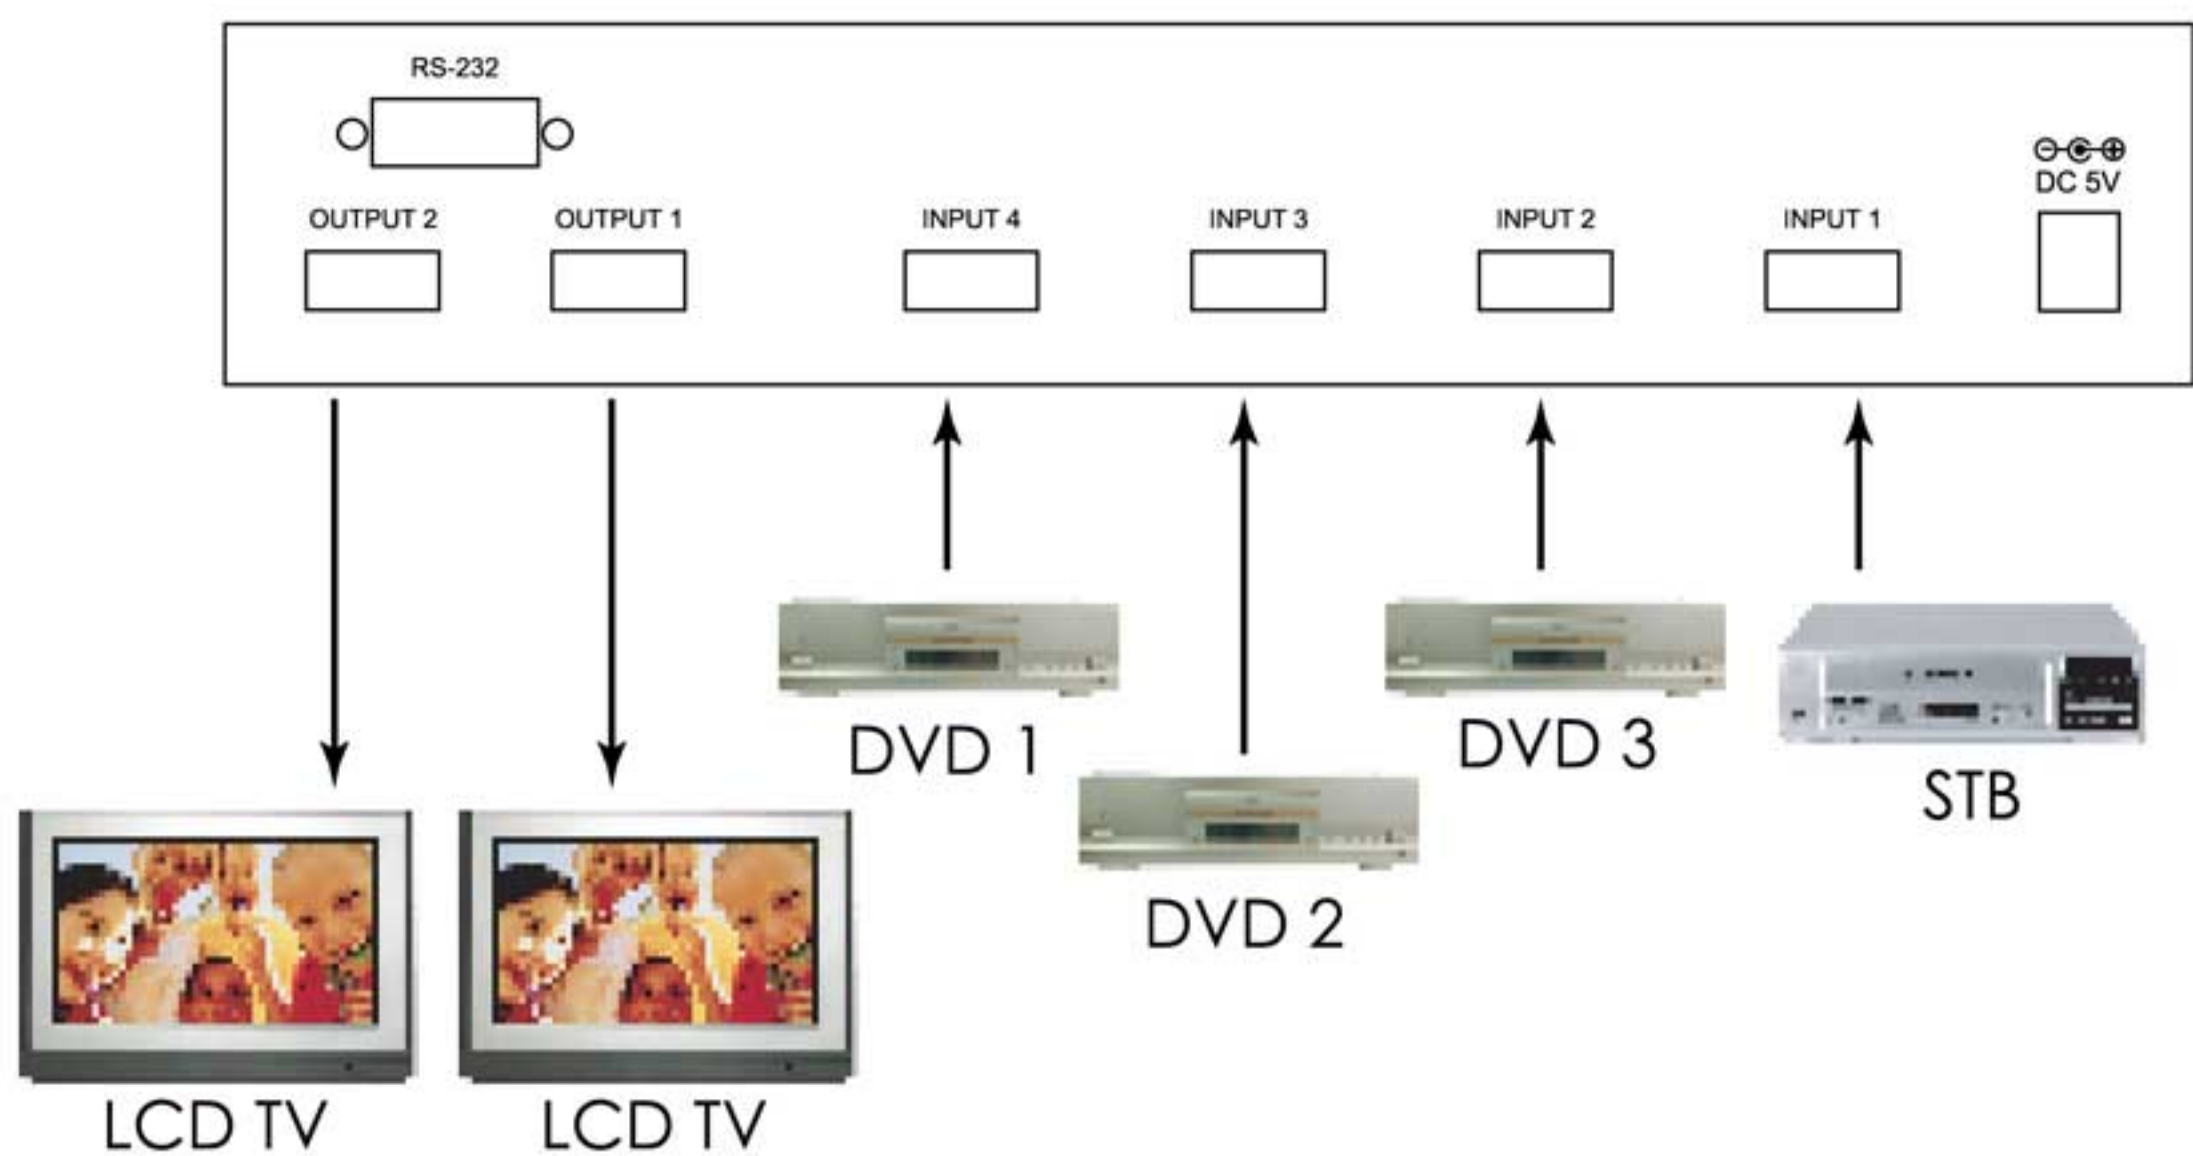 RS-232
DC 5V
OUTPUT 2
OUTPUT 1
INPUT 4
INPUT 3
INPUT 2
INPUT 1
DVD 1
DVD 3
STB
DVD 2
LCD TV
LCD TV